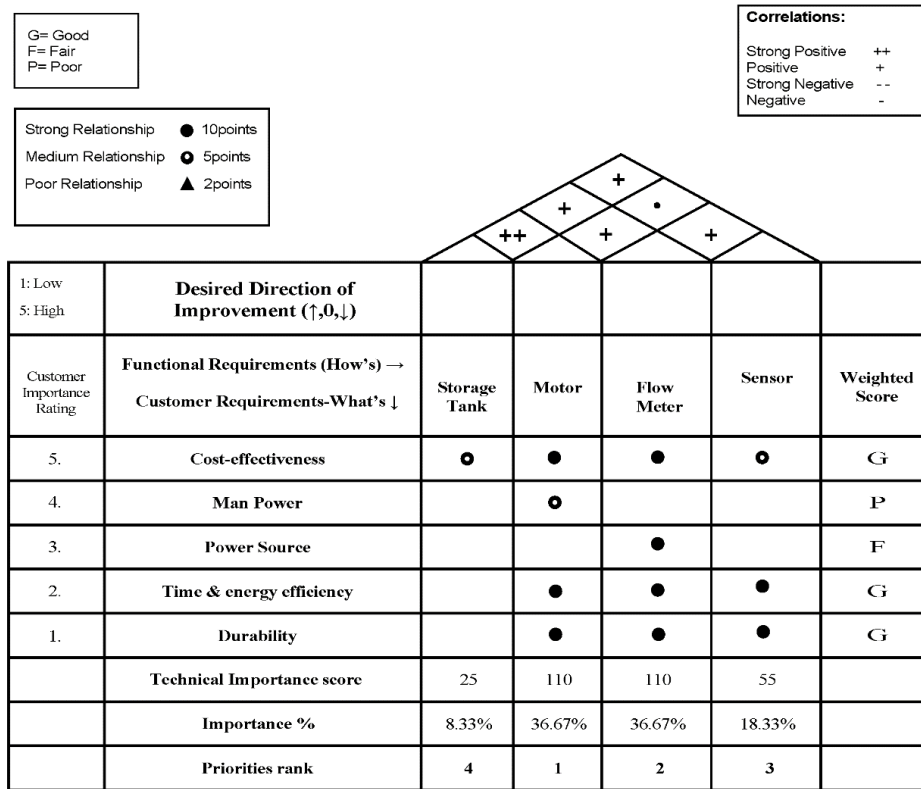 G= Good
F= Fair
P= Poor
Correlations:
Strong Positive ++
Positive +
Strong Negative --
Negative -
Strong Relationship ● 10points
Medium Relationship 5points
Poor Relationship ▲ 2points
+
+ •
++ + +
1: Low
5: High
Desired Direction of
Improvement (↑,0,↓)
Customer
Importance
Rating
Functional Requirements (How's) →
Customer Requirements-What's ↓
Storage
Tank
Motor
Flow
Meter
Sensor
Weighted
Score
5. Cost-effectiveness ● ● G
4. Man Power P
3. Power Source ● F
2. Time & energy efficiency ● ● ● G
1. Durability ● ● ● G
Technical Importance score 25 110 110 55
Importance % 8.33% 36.67% 36.67% 18.33%
Priorities rank 4 1 2 3